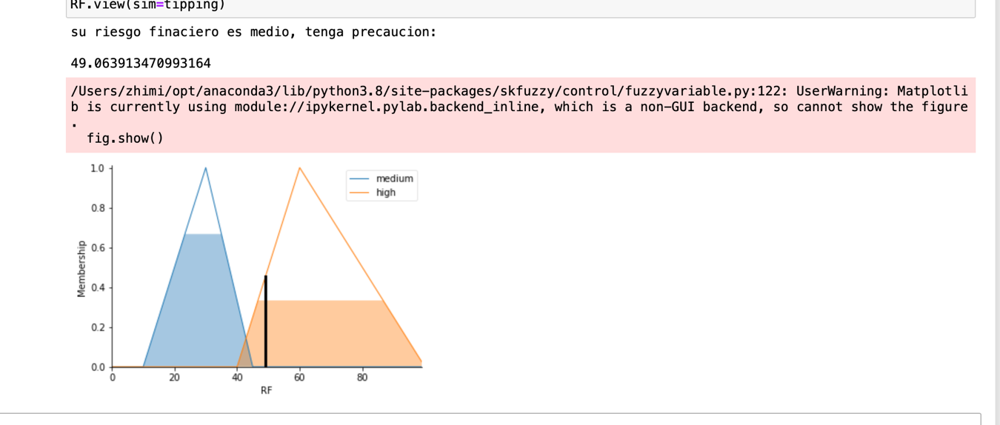 RF.view(sim=tipping)
su riesgo finaciero es medio, tenga precaucion:
49.063913470993164
/Users/zhimi/opt/anaconda3/lib/python3.8/site-packages/skfuzzy/control/fuzzyvariable.py:122: UserWarning: Matplotli
b is currently using module://ipykernel.pylab.backend_inline, which is a non-GUI backend, so cannot show the figure
.
fig.show()
1.0
medium
high
0.8
0.6
Membership
0.4
0.2
0.0
0 20 40 60 80
RF